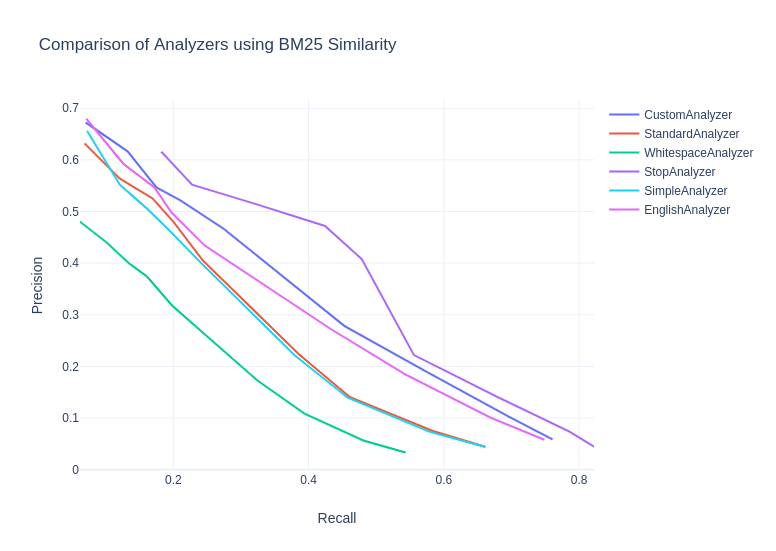 Comparison of Analyzers using BM25 Similarity
CustomAnalyzer
StandardAnalyzer
WhitespaceAnalyzer
StopAnalyzer
SimpleAnalyzer
EnglishAnalyzer
Precision
0.7
0.6
0.5
0.4
0.3
0.2
0.1
0
0.2
0.4
0.6
0.8
Recall